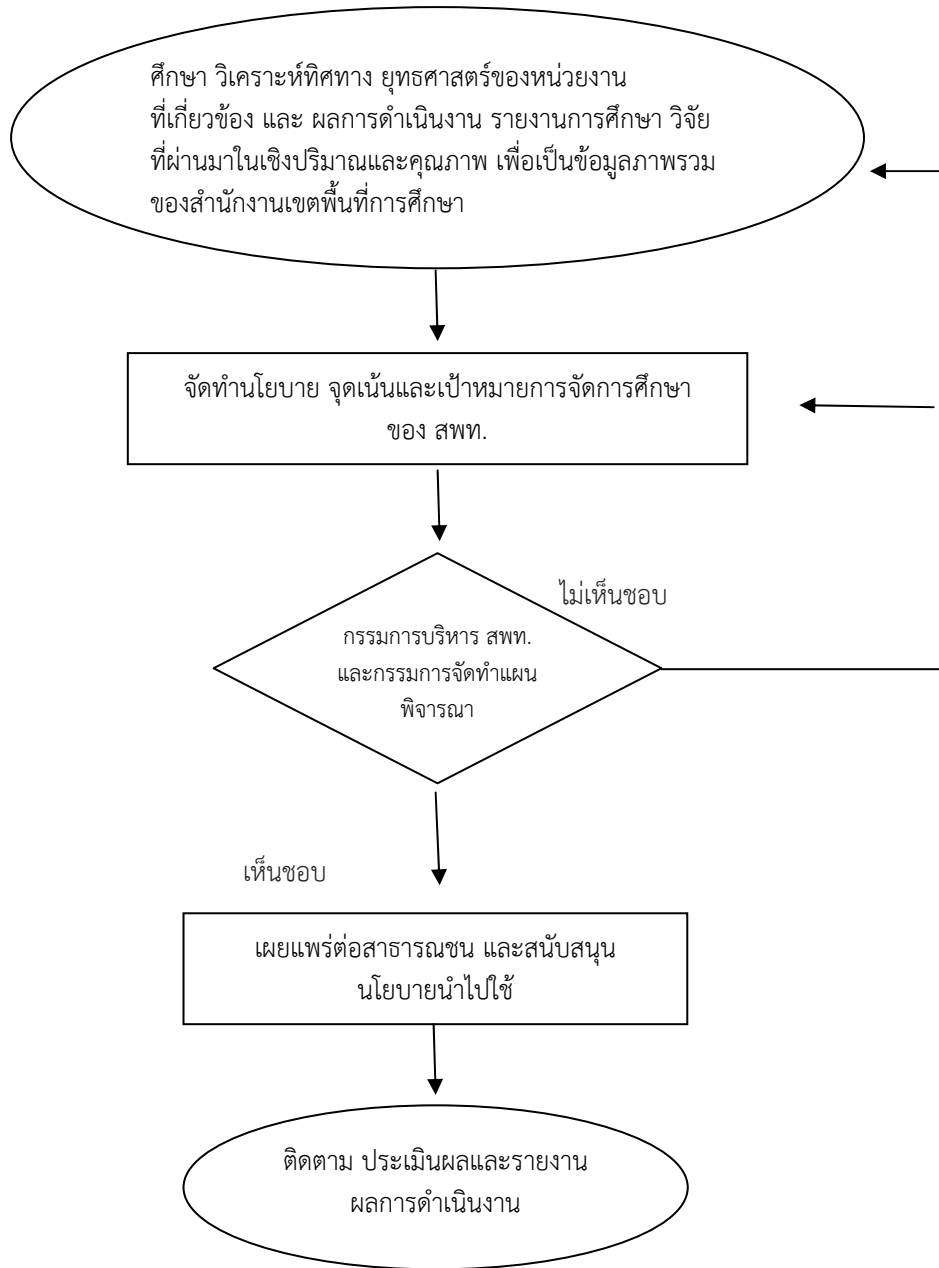 ศึกษา วิเคราะห์ทิศทาง ยุทธศาสตร์ของหน่วยงาน
ที่เกี่ยวข้อง และ ผลการดำเนินงาน รายงานการศึกษา วิจัย
ที่ผ่านมาในเชิงปริมาณและคุณภาพ เพื่อเป็นข้อมูลภาพรวม
ของสำนักงานเขตพื้นที่การศึกษา
จัดทำนโยบาย จุดเน้นและเป้าหมายการจัดการศึกษา
ของ สพท.
ไม่เห็นชอบ
กรรมการบริหาร สพท.
และกรรมการจัดทำแผน
พิจารณา
เห็นชอบ
เผยแพร่ต่อสาธารณชน และสนับสนุน
นโยบายนำไปใช้
ติดตาม ประเมินผลและรายงาน
ผลการดำเนินงาน